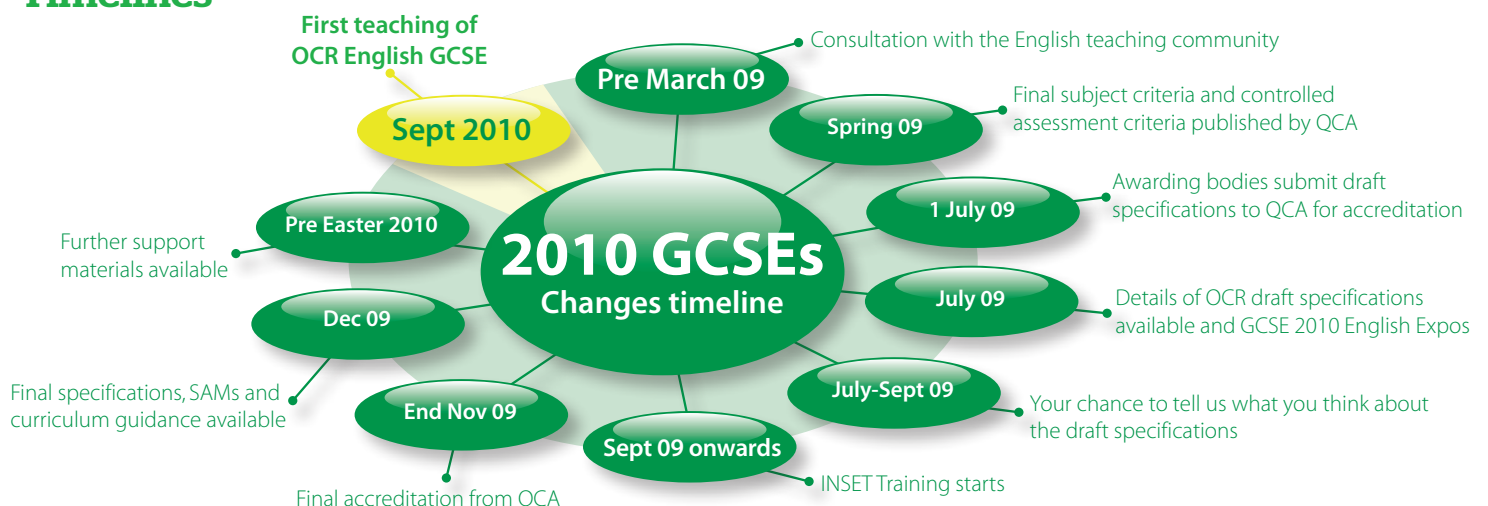 Timelines
First teaching of
OCR English GCSE
Sept 2010
Pre March 09
Consultation with the English teaching community
Spring 09
Final subject criteria and controlled
assessment criteria published by QCA
1 July 09
Awarding bodies submit draft
specifications to QCA for accreditation
July 09
Details of OCR draft specifications
available and GCSE 2010 English Expos
July-Sept 09
Your chance to tell us what you think about
the draft specifications
Sept 09 onwards
INSET Training starts
End Nov 09
Final accreditation from OCA
Dec 09
Final specifications, SAMs and
curriculum guidance available
Pre Easter 2010
Further support
materials available
2010 GCSEs
Changes timeline